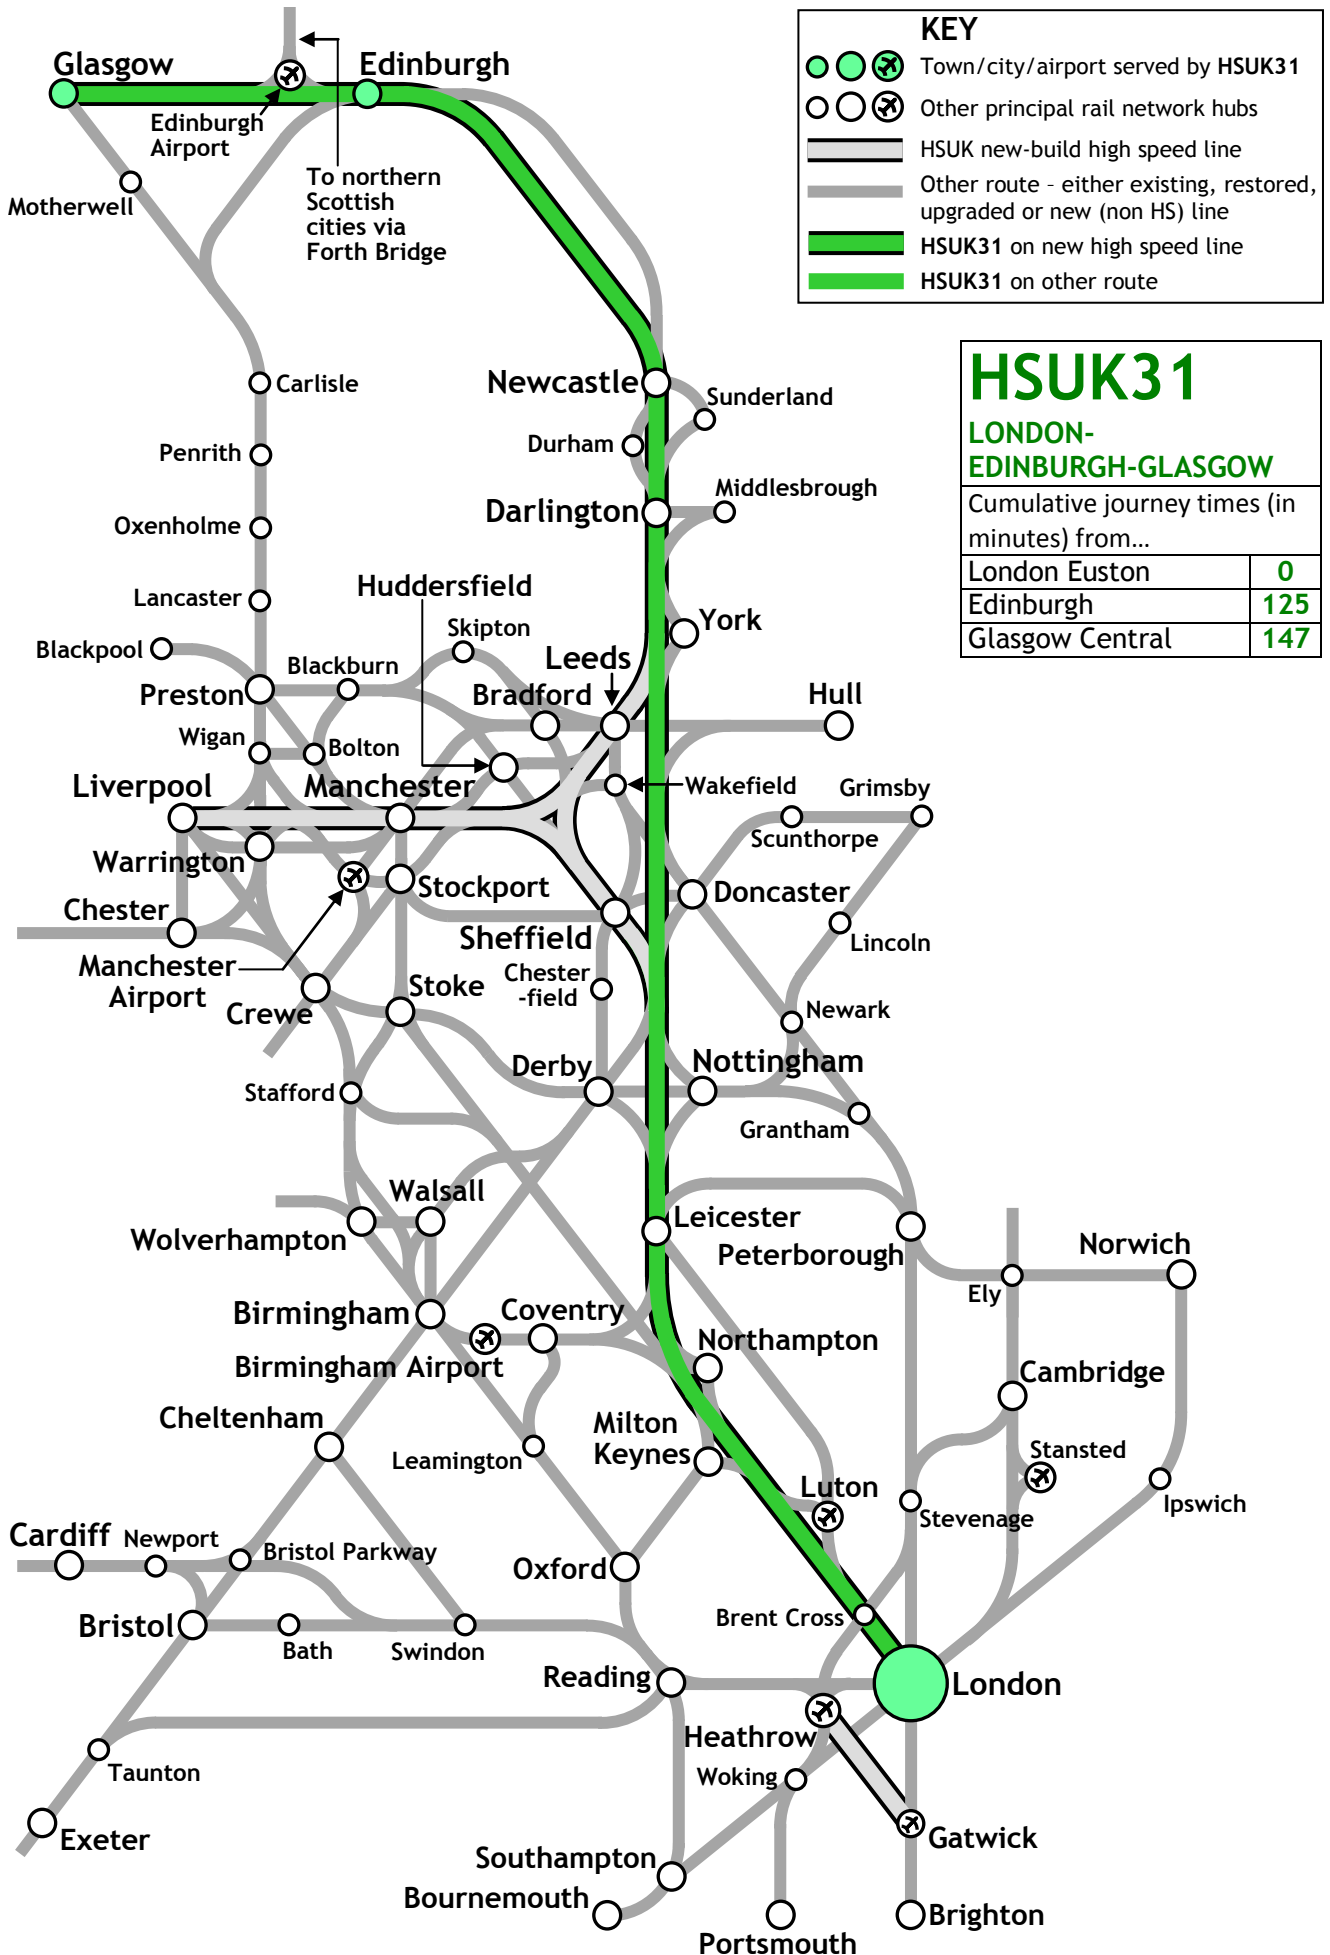 KEY
Town/city/airport served by HSUK31
Other principal rail network hubs
HSUK new-build high speed line
Other route - either existing, restored,
upgraded or new (non HS) line
HSUK31 on new high speed line
HSUK31 on other route
HSUK31
LONDON-
EDINBURGH-GLASGOW
Cumulative journey times (in
minutes) from…
London Euston 0
Edinburgh 125
Glasgow Central 147
Glasgow
Edinburgh
Edinburgh
Airport
To northern
Scottish
cities via
Forth Bridge
Motherwell
Carlisle
Newcastle
Sunderland
Durham
Penrith
Middlesbrough
Darlington
Oxenholme
Huddersfield
Lancaster
York
Skipton
Blackpool
Leeds
Blackburn
Preston
Bradford
Hull
Wigan
Bolton
Liverpool
Manchester
Wakefield
Grimsby
Scunthorpe
Warrington
Stockport
Doncaster
Chester
Sheffield
Lincoln
Manchester
Airport
Chester
-field
Stoke
Crewe
Newark
Derby
Nottingham
Stafford
Grantham
Walsall
Leicester
Wolverhampton
Peterborough
Norwich
Ely
Birmingham
Coventry
Northampton
Birmingham Airport
Cambridge
Cheltenham
Milton
Keynes
Leamington
Stansted
Luton
Ipswich
Stevenage
Cardiff
Newport
Bristol Parkway
Oxford
Bristol
Brent Cross
Bath
Swindon
Reading
London
Heathrow
Woking
Taunton
Exeter
Gatwick
Southampton
Bournemouth
Brighton
Portsmouth